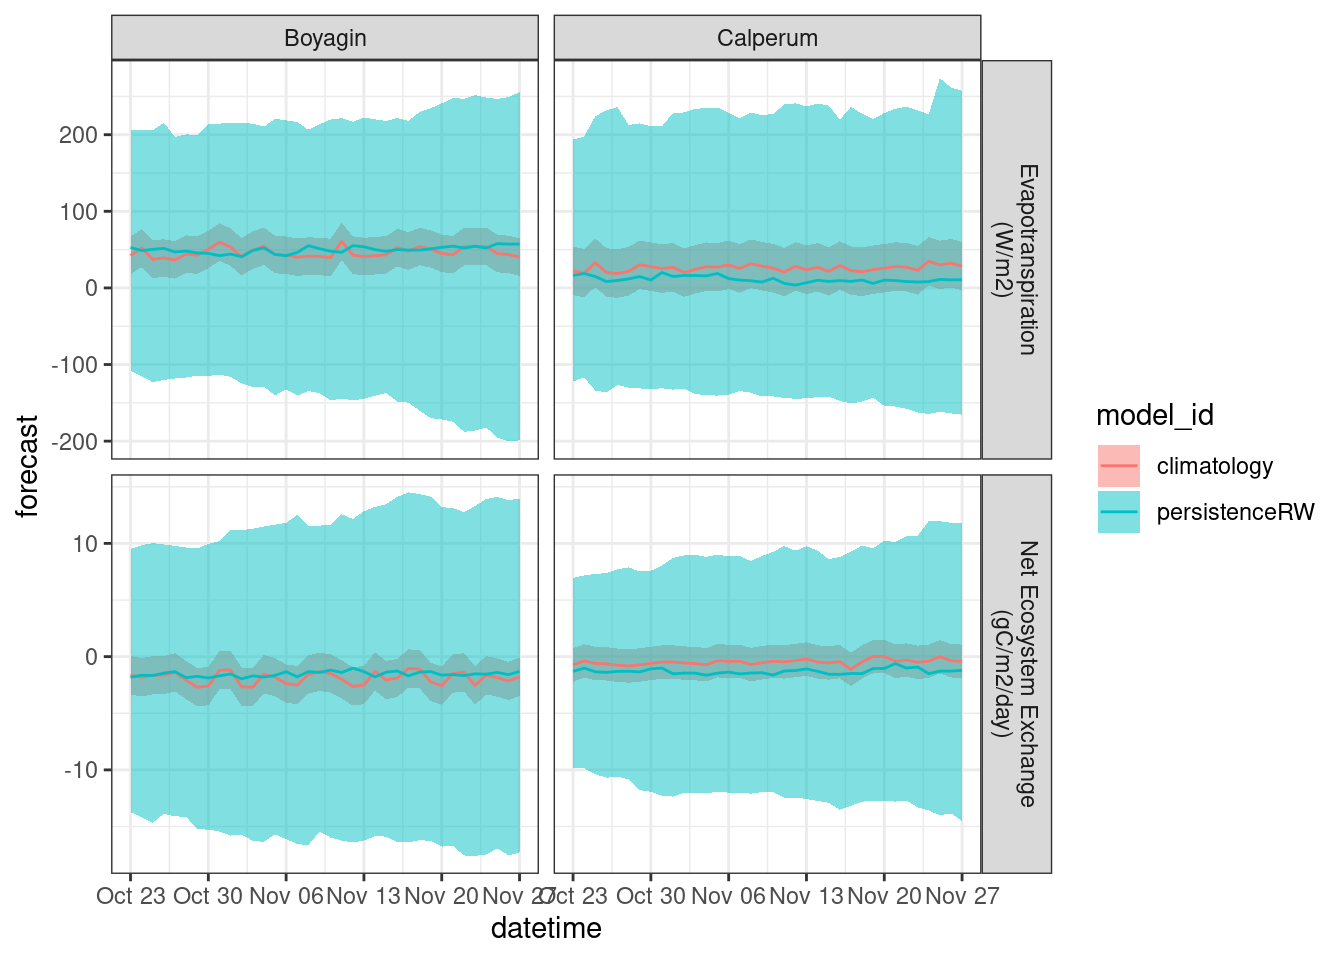 Boyagin
Calperum
200
100
0
-100
-200
Evapotranspiration
(W/m2)
10
0
-10
Net Ecosystem Exchange
(gC/m2/day)
forecast
Oct 23 Oct 30 Nov 06 Nov 13 Nov 20 Nov 27
Oct 23 Oct 30 Nov 06 Nov 13 Nov 20 Nov 27
datetime
model_id
climatology
persistenceRW